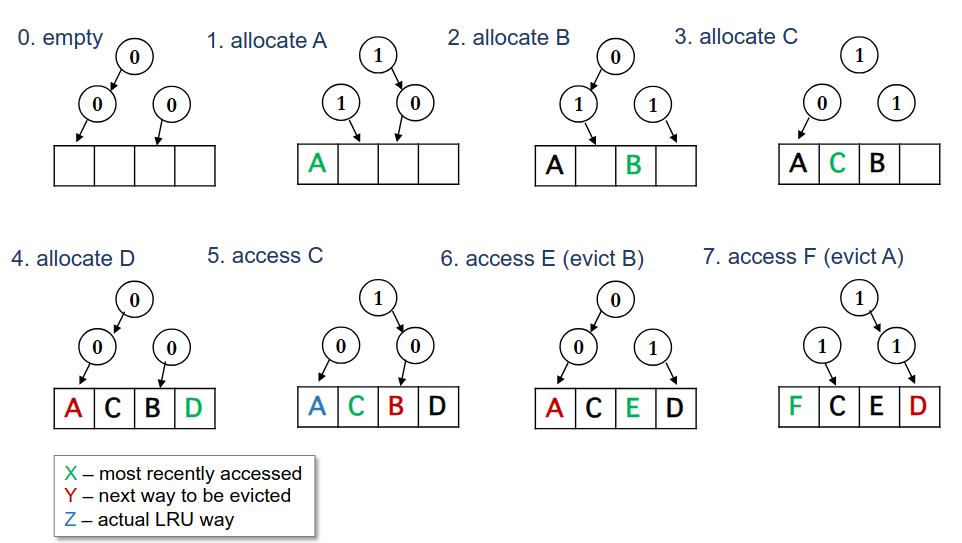 0. empty
0
0 0
1. allocate A
1
1 0
A
2. allocate B
0
1 1
A B
3. allocate C
1
0 1
A C B
4. allocate D
0
0 0
A C B D
5. access C
1
0 0
A C B D
6. access E (evict B)
0
0 1
A C E D
7. access F (evict A)
1
1 1
F C E D
X – most recently accessed
Y – next way to be evicted
Z – actual LRU way